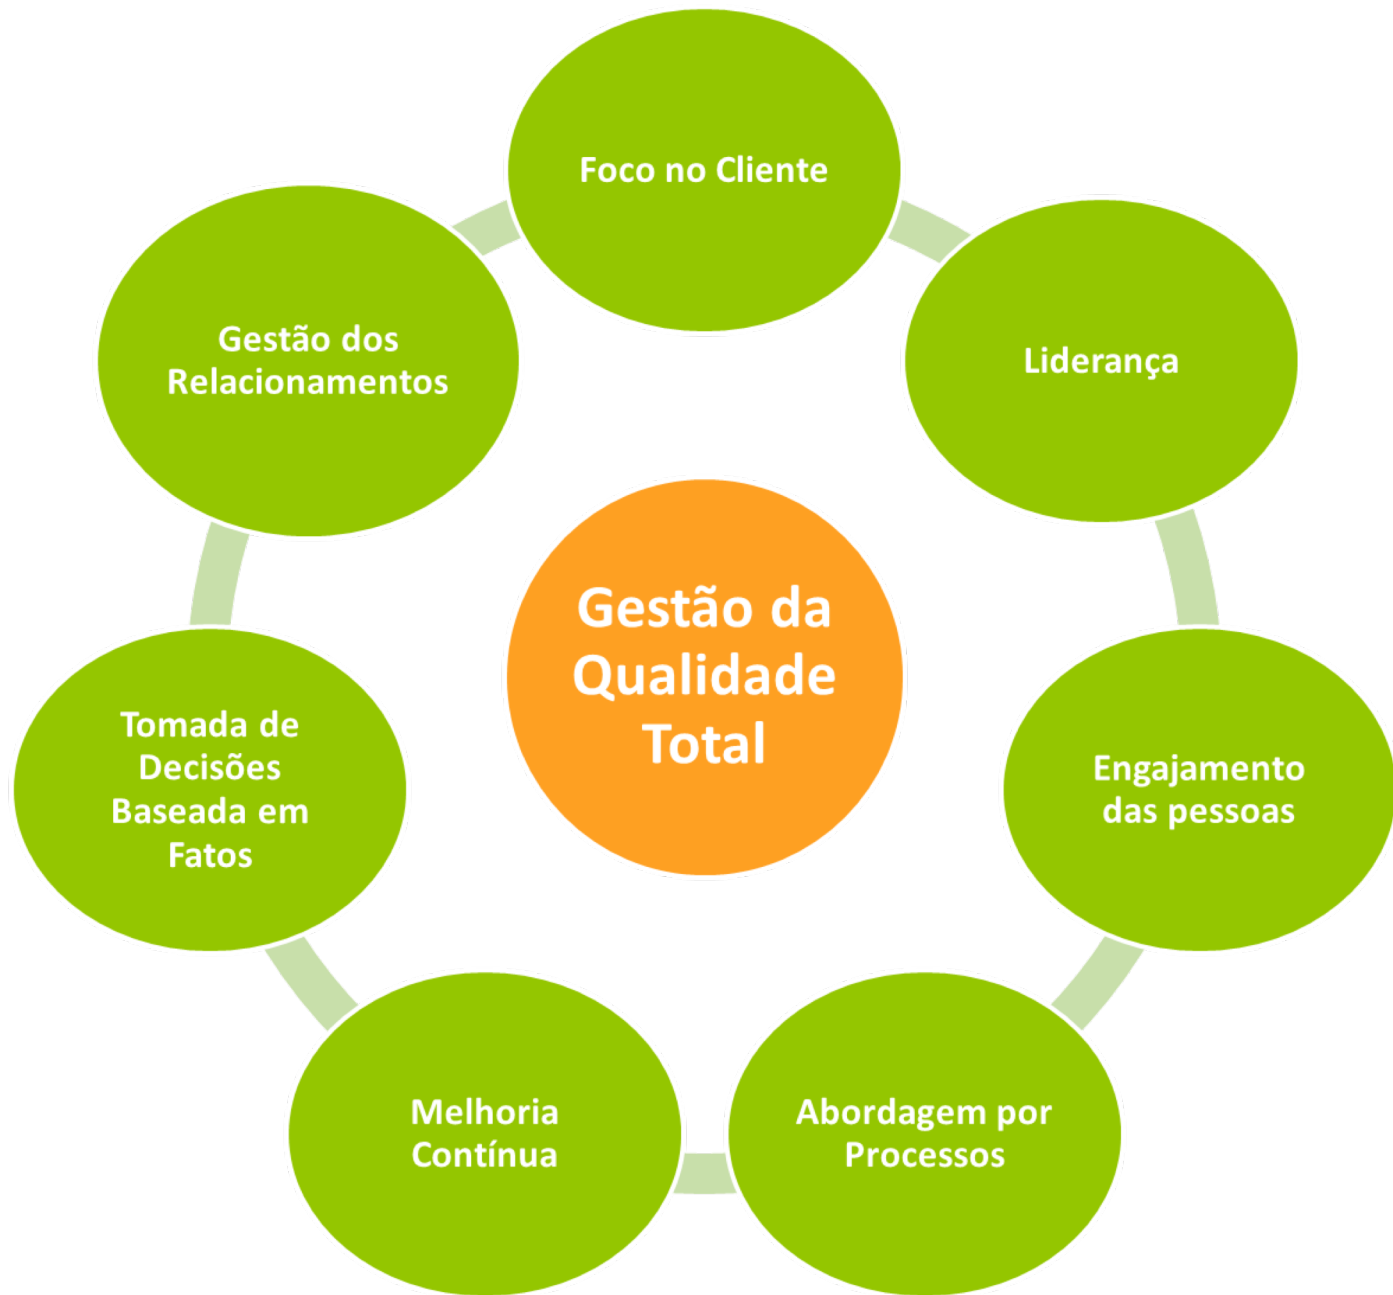 Foco no Cliente
Liderança
Engajamento
das pessoas
Abordagem por
Processos
Melhoria
Contínua
Tomada de
Decisões
Baseada em
Fatos
Gestão dos
Relacionamentos
Gestão da
Qualidade
Total